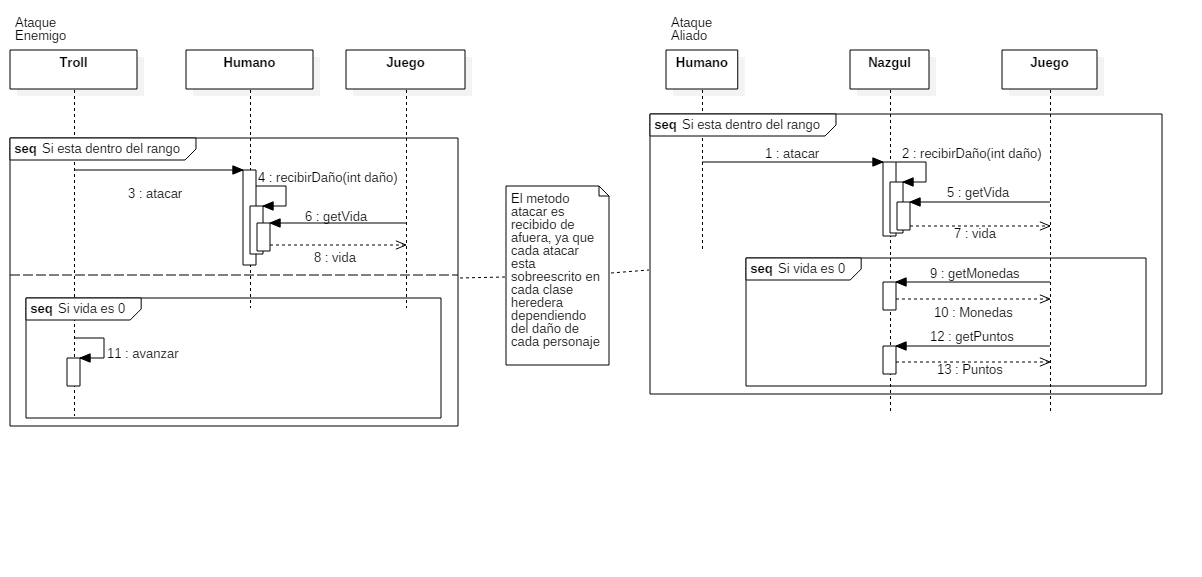 Ataque
Enemigo
Troll
Humano
Juego
seq Si esta dentro del rango
3 : atacar
4 : recibirDaño(int daño)
6 : getVida
8 : vida
seq Si vida es 0
11 : avanzar
El metodo
atacar es
recibido de
afuera, ya que
cada atacar
esta
sobreescrito en
cada clase
heredera
dependiendo
del daño de
cada personaje
Ataque
Aliado
Humano
Nazgul
Juego
seq Si esta dentro del rango
1 : atacar
2 : recibirDaño(int daño)
5 : getVida
7 : vida
seq Si vida es 0
9 : getMonedas
10 : Monedas
12 : getPuntos
13 : Puntos